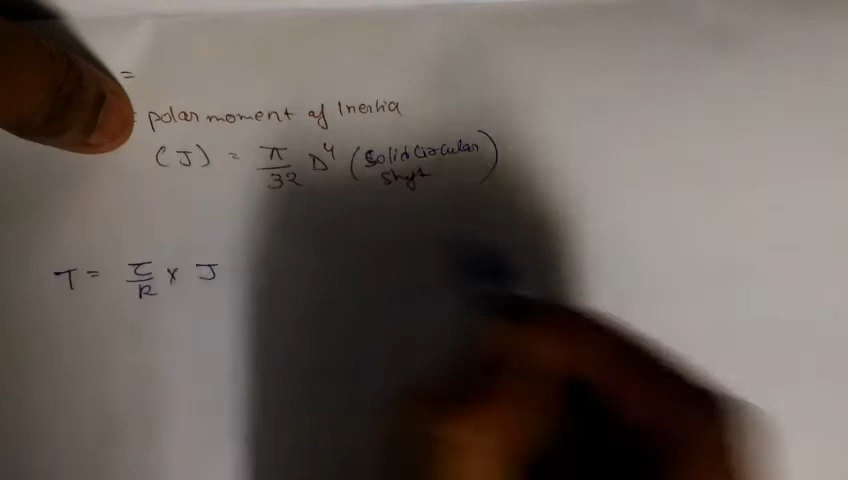 =
: polar moment of Inertia
(J) = π/32 D⁴ (Solid Circular
Shaft)
T = τ/R × J